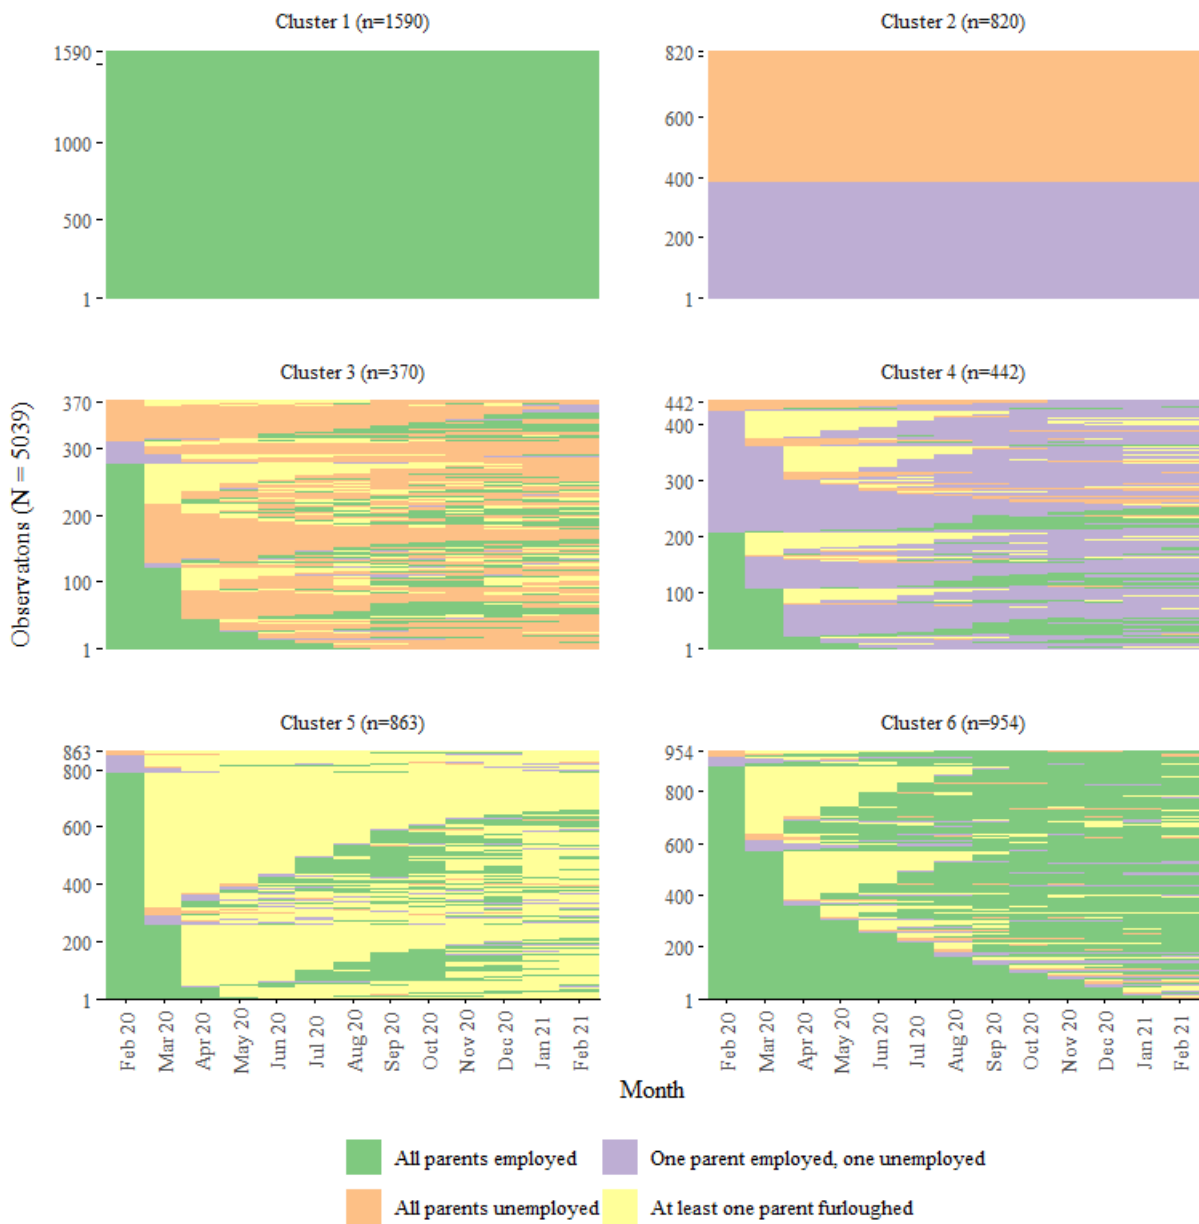 Cluster 1 (n=1590)
Cluster 2 (n=820)
1590
1000
500
1
820
600
400
200
1
Observatons (N = 5039)
Cluster 3 (n=370)
Cluster 4 (n=442)
370
300
200
100
1
442
400
300
200
100
1
Cluster 5 (n=863)
Cluster 6 (n=954)
863
800
600
400
200
1
954
800
600
400
200
1
Feb 20 Mar 20 Apr 20 May 20 Jun 20 Jul 20 Aug 20 Sep 20 Oct 20 Nov 20 Dec 20 Jan 21 Feb 21
Feb 20 Mar 20 Apr 20 May 20 Jun 20 Jul 20 Aug 20 Sep 20 Oct 20 Nov 20 Dec 20 Jan 21 Feb 21
Month
All parents employed
One parent employed, one unemployed
All parents unemployed
At least one parent furloughed